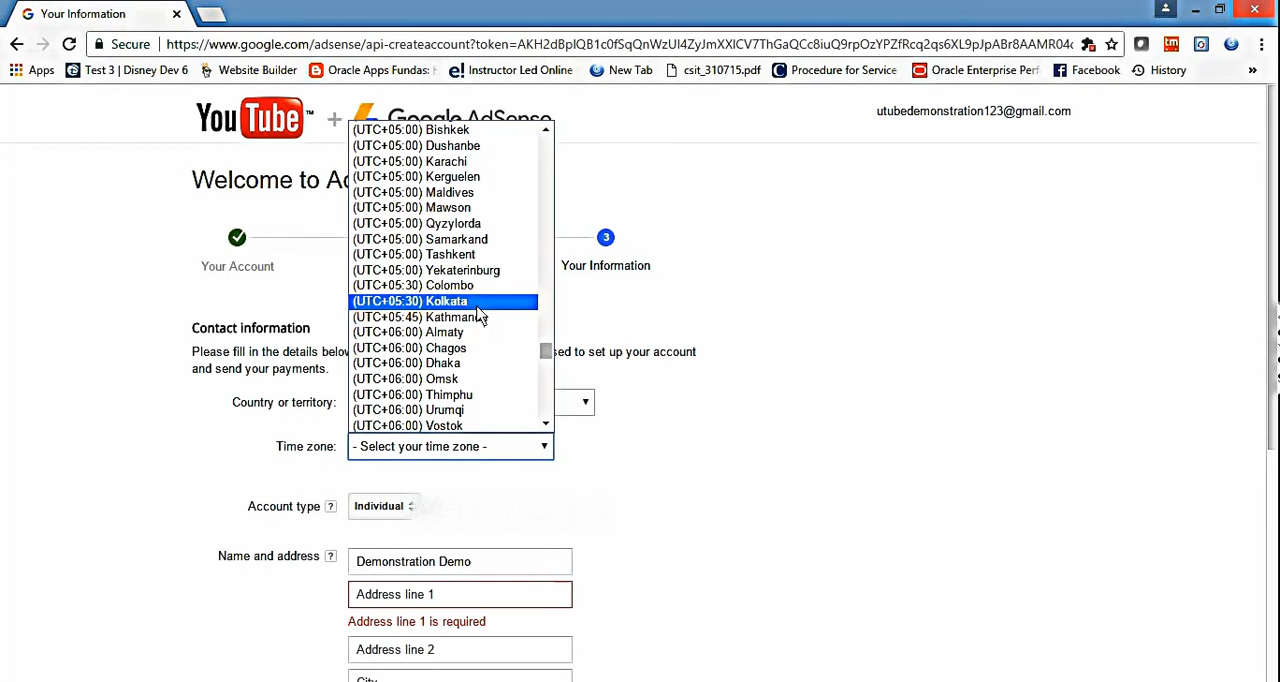 Your Information
Secure
https://www.google.com/adsense/api-createaccount?token=
Apps
Test 3 | Disney Dev 6
Website Builder
Oracle Apps Fundas:
Instructor Led Online
New Tab
csit_310715.pdf
Procedure for Service
Oracle Enterprise Perf
Facebook
History
»
You Tube ™ + Google AdSense
utubedemonstration123@gmail.com
Welcome to Ad
Your Account
3
Your Information
(UTC+05:00) Bishkek
(UTC+05:00) Dushanbe
(UTC+05:00) Karachi
(UTC+05:00) Kerguelen
(UTC+05:00) Maldives
(UTC+05:00) Mawson
(UTC+05:00) Qyzylorda
(UTC+05:00) Samarkand
(UTC+05:00) Tashkent
(UTC+05:00) Yekaterinburg
(UTC+05:30) Colombo
(UTC+05:30) Kolkata
(UTC+05:45) Kathmandu
(UTC+06:00) Almaty
(UTC+06:00) Chagos
(UTC+06:00) Dhaka
(UTC+06:00) Omsk
(UTC+06:00) Thimphu
(UTC+06:00) Urumqi
(UTC+06:00) Vostok
Contact information
Please fill in the details below sed to set up your account
and send your payments.
Country or territory:
Time zone: - Select your time zone -
Account type ? Individual
Name and address ? Demonstration Demo
Address line 1
Address line 1 is required
Address line 2
City